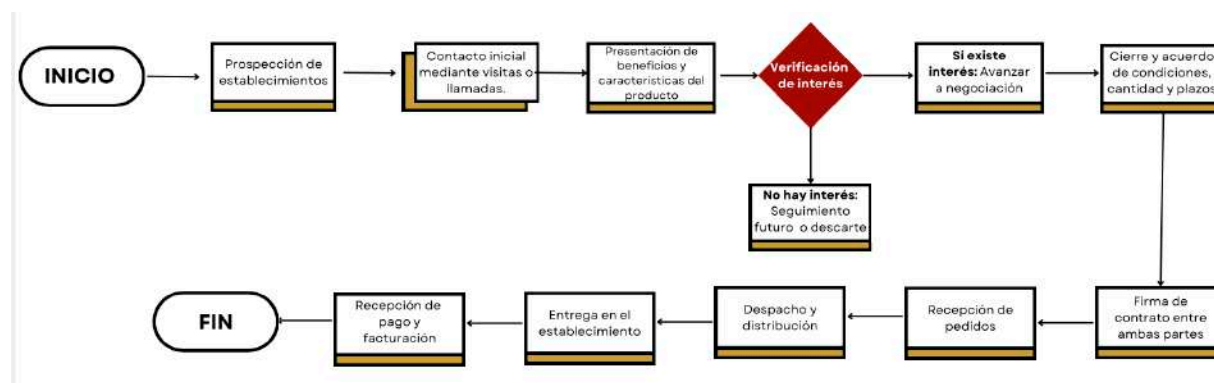 INICIO
Prospección de
establecimientos
Contacto inicial
mediante visitas o
llamadas.
Presentación de
beneficios y
características del
producto
Verificación
de interés
Sí existe
interés: Avanzar
a negociación
Cierre y acuerdo
de condiciones,
cantidad y plazos
No hay interés:
Seguimiento
futuro o descarte
Firma de
contrato entre
ambas partes
Recepción de
pedidos
Despacho y
distribución
Entrega en el
establecimiento
Recepción de
pago y
facturación
FIN